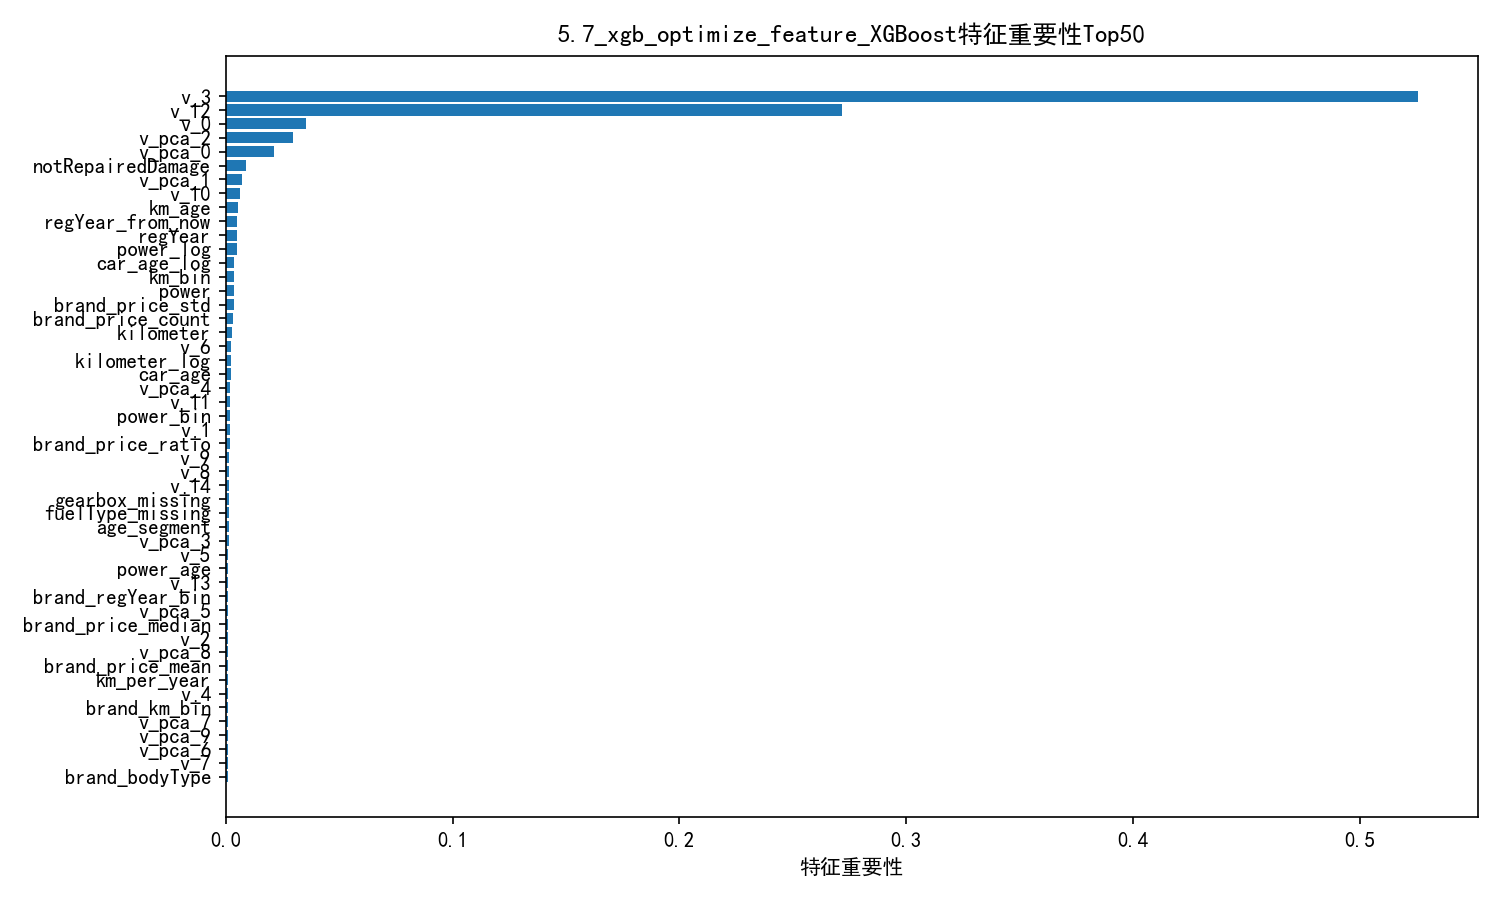 5.7_xgb_optimize_feature_XGBoost特征重要性Top50
v_3
v_12
v_0
v_pca_2
v_pca_0
notRepairedDamage
v_pca_1
v_10
km_age
regYear_from_now
regYear
power_log
car_age_log
km_bin
power
brand_price_std
brand_price_count
kilometer
v_6
kilometer_log
car_age
v_pca_4
v_11
power_bin
v_1
brand_price_ratio
v_9
v_8
v_14
gearbox_missing
fuelType_missing
age_segment
v_pca_3
v_5
power_age
v_13
brand_regYear_bin
v_pca_5
brand_price_median
v_2
v_pca_8
brand_price_mean
km_per_year
v_4
brand_km_bin
v_pca_7
v_pca_9
v_pca_6
v_7
brand_bodyType
0.0 0.1 0.2 0.3 0.4 0.5
特征重要性